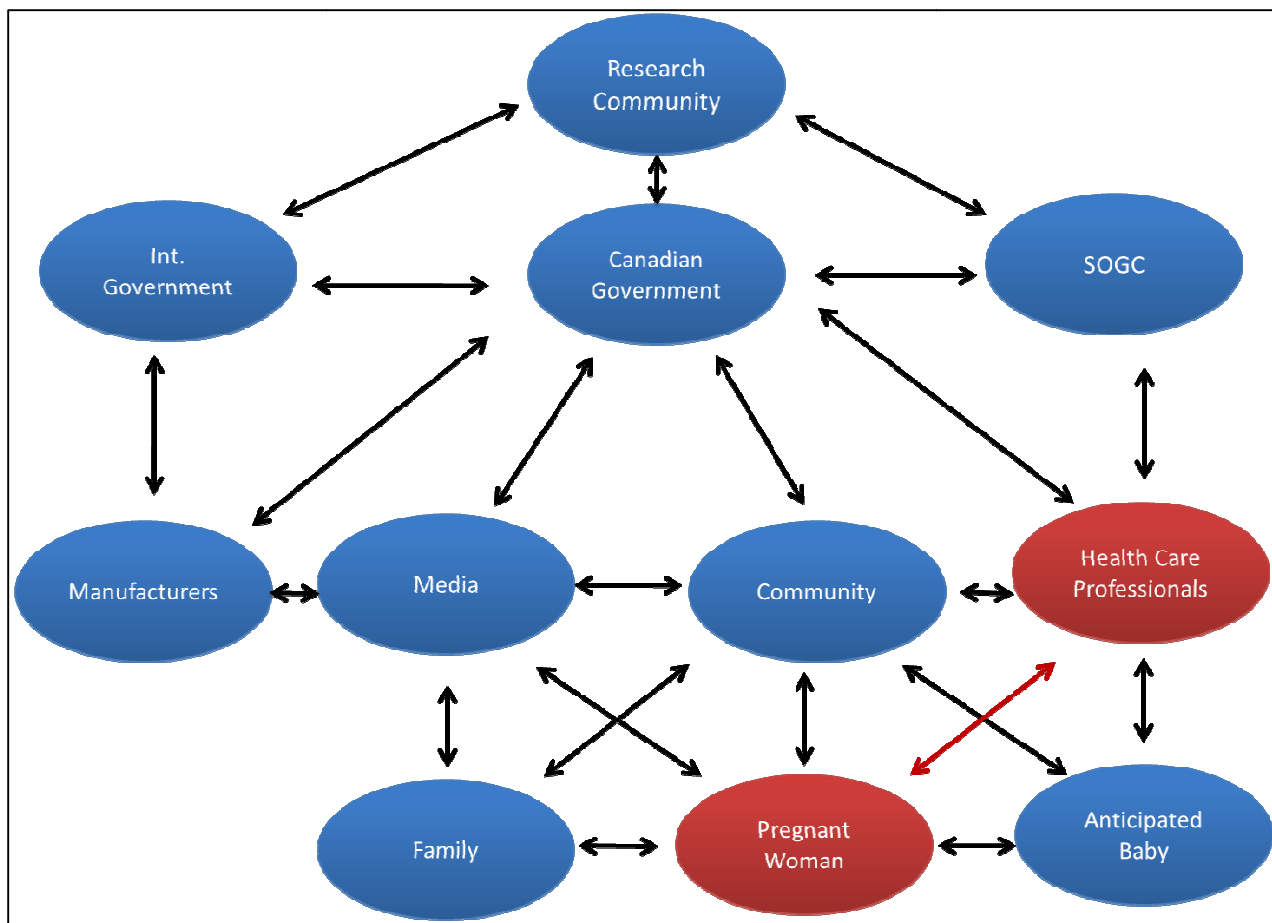 Research
Community
Int.
Government
Canadian
Government
SOGC
Manufacturers
Media
Community
Health Care
Professionals
Family
Pregnant
Woman
Anticipated
Baby